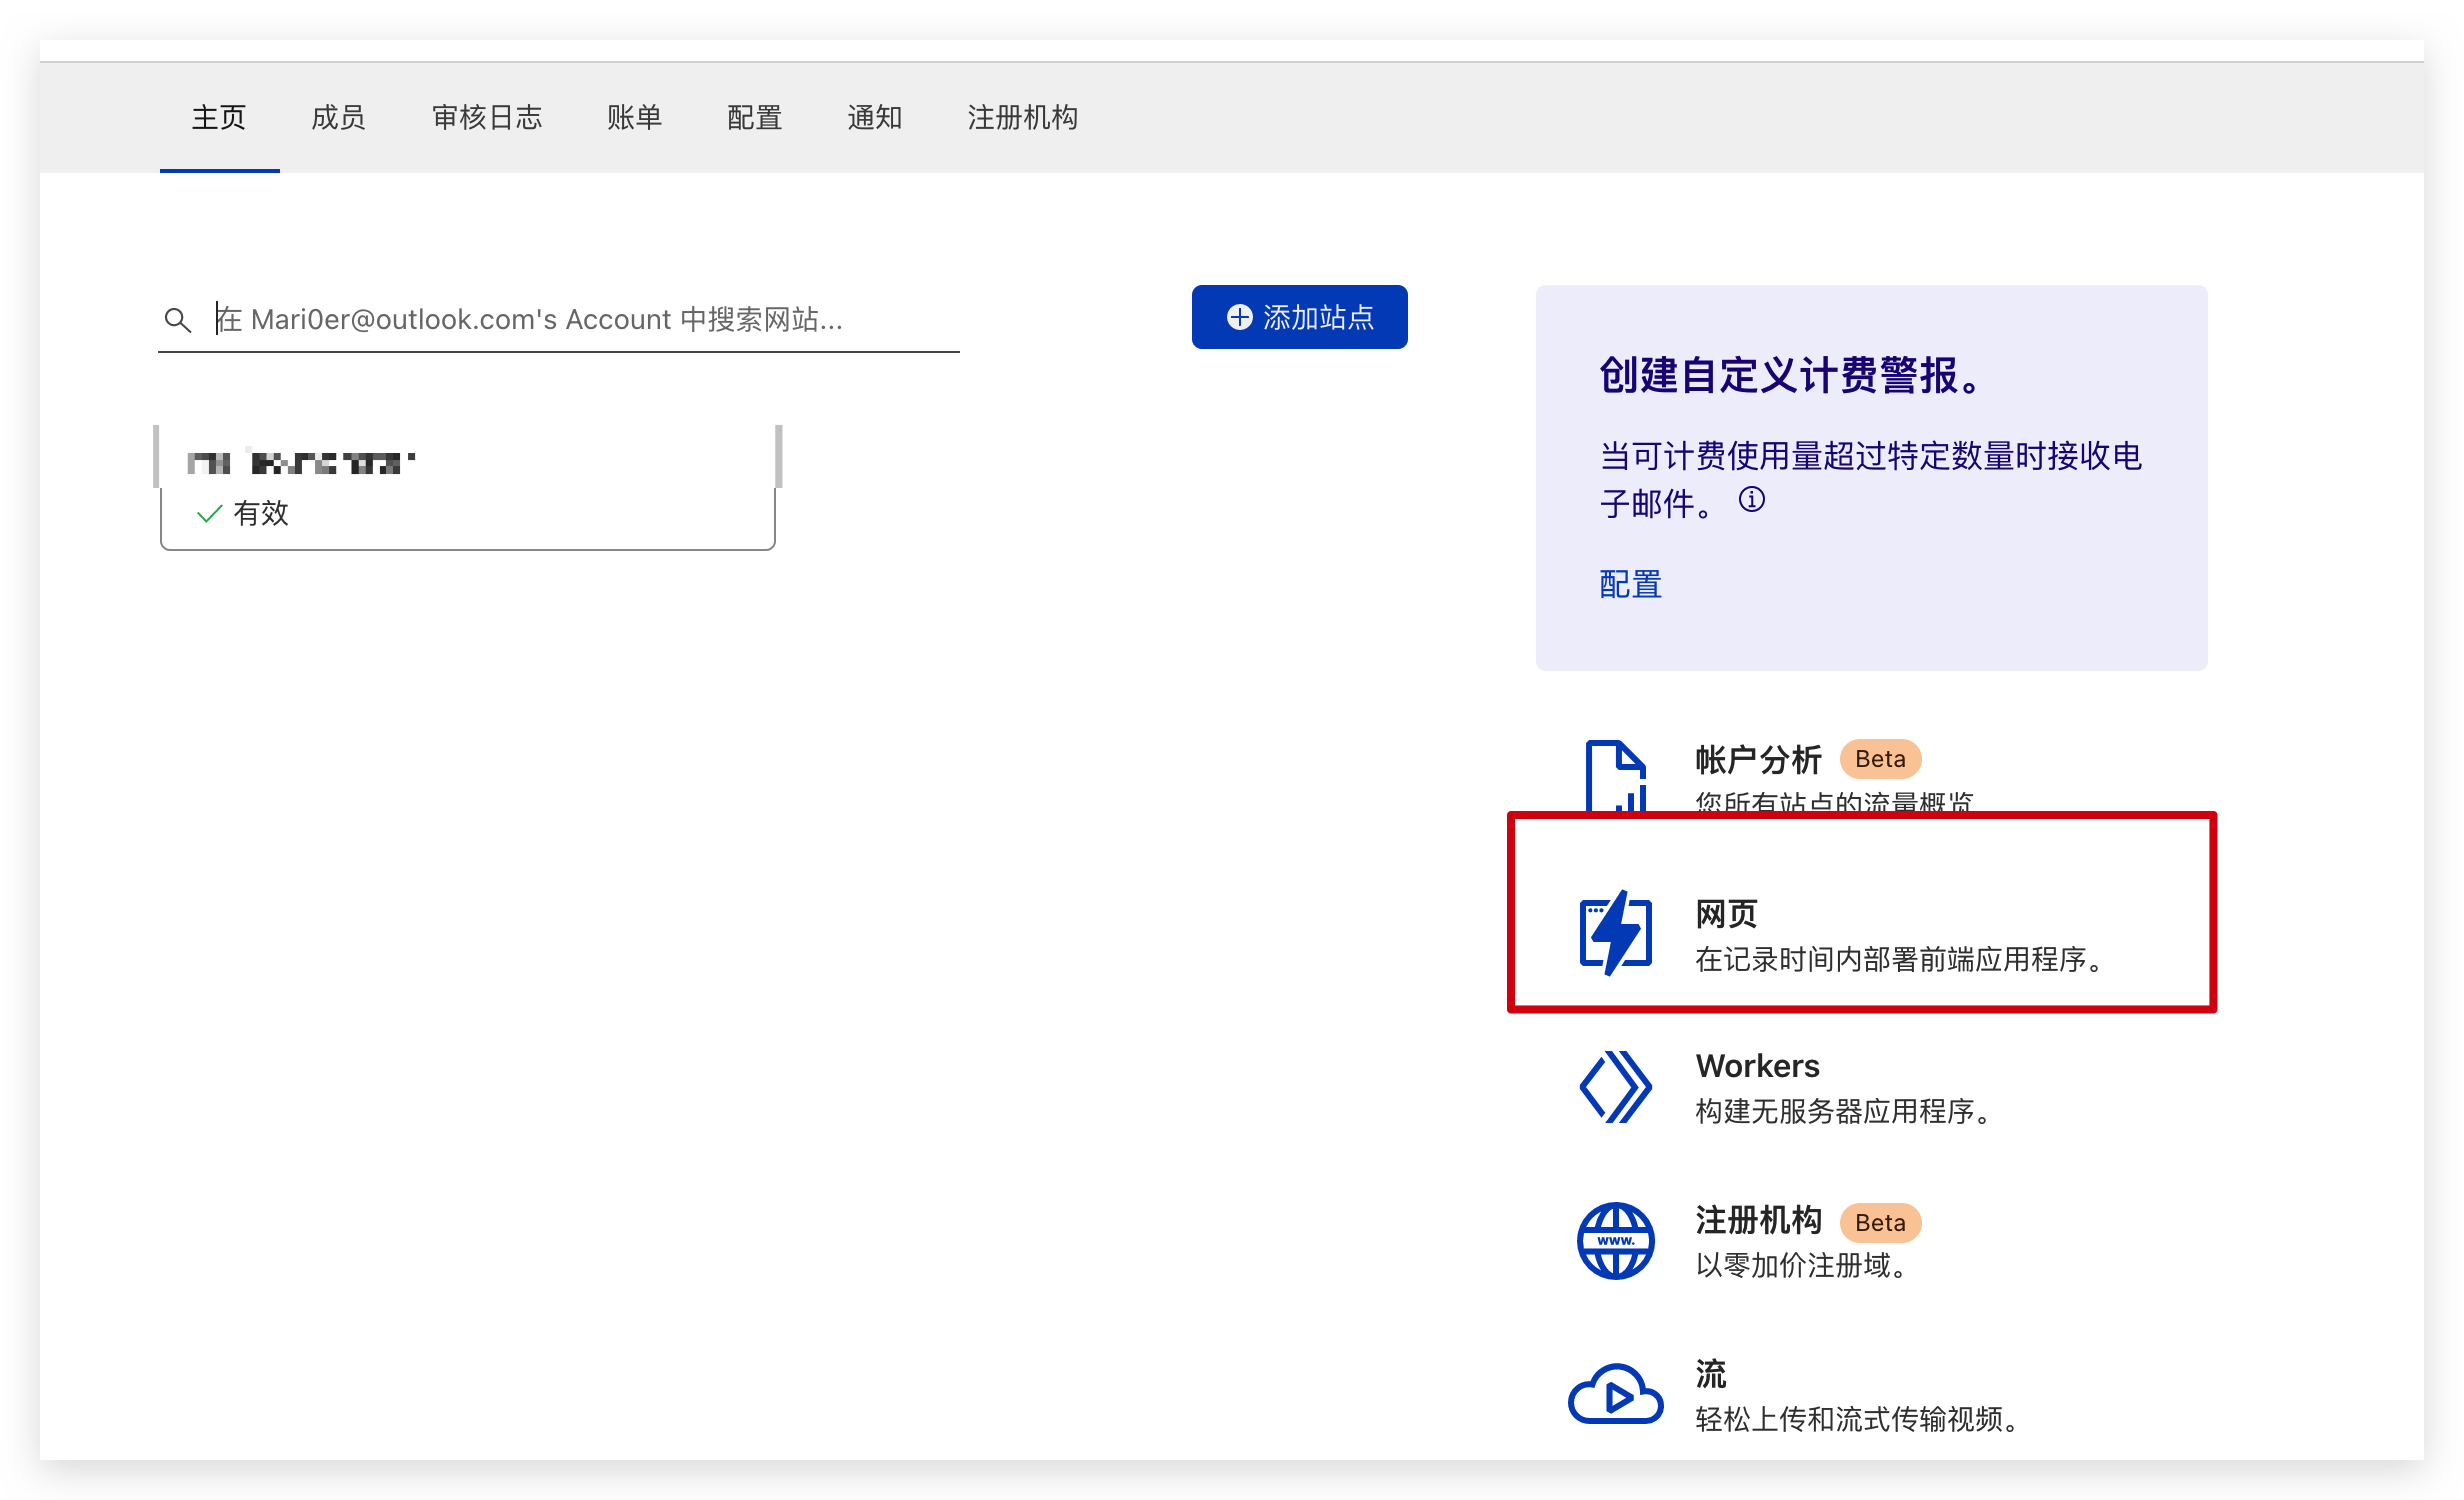 主页 成员 审核日志 账单 配置 通知 注册机构
在 Mari0er@outlook.com's Account 中搜索网站...
添加站点
有效
创建自定义计费警报。
当可计费使用量超过特定数量时接收电
子邮件。
配置
帐户分析 Beta
您所有站点的流量概览
网页
在记录时间内部署前端应用程序。
Workers
构建无服务器应用程序。
www.
注册机构 Beta
以零加价注册域。
流
轻松上传和流式传输视频。